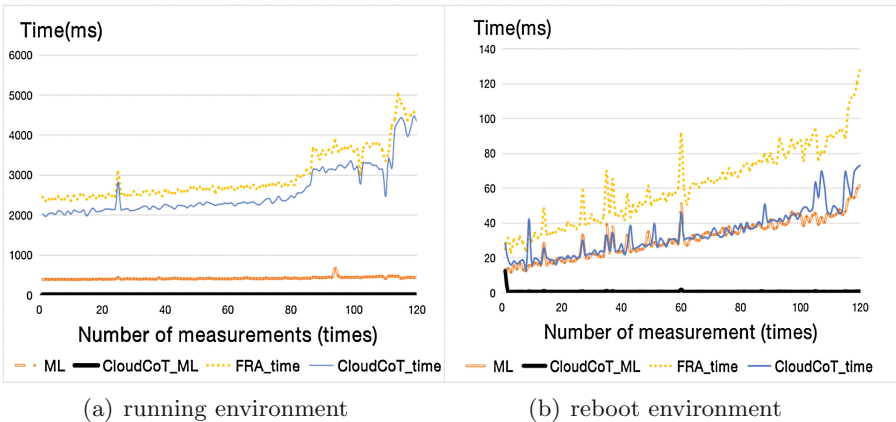 Time(ms)
6000
5000
4000
3000
2000
1000
0
0 20 40 60 80 100 120
Number of measurements (times)
ML CloudCoT_ML FRA_time CloudCoT_time
(a) running environment
Time(ms)
140
120
100
80
60
40
20
0
0 20 40 60 80 100 120
Number of measurement (times)
ML CloudCoT_ML FRA_time CloudCoT_time
(b) reboot environment